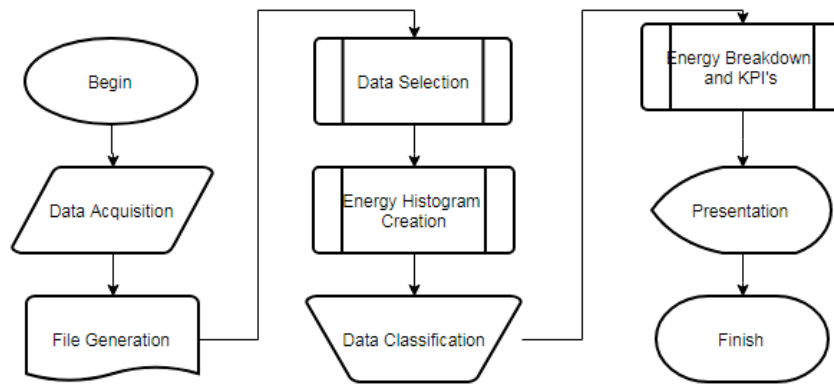 Begin
Data Acquisition
File Generation
Data Selection
Energy Histogram
Creation
Data Classification
Energy Breakdown
and KPI's
Presentation
Finish